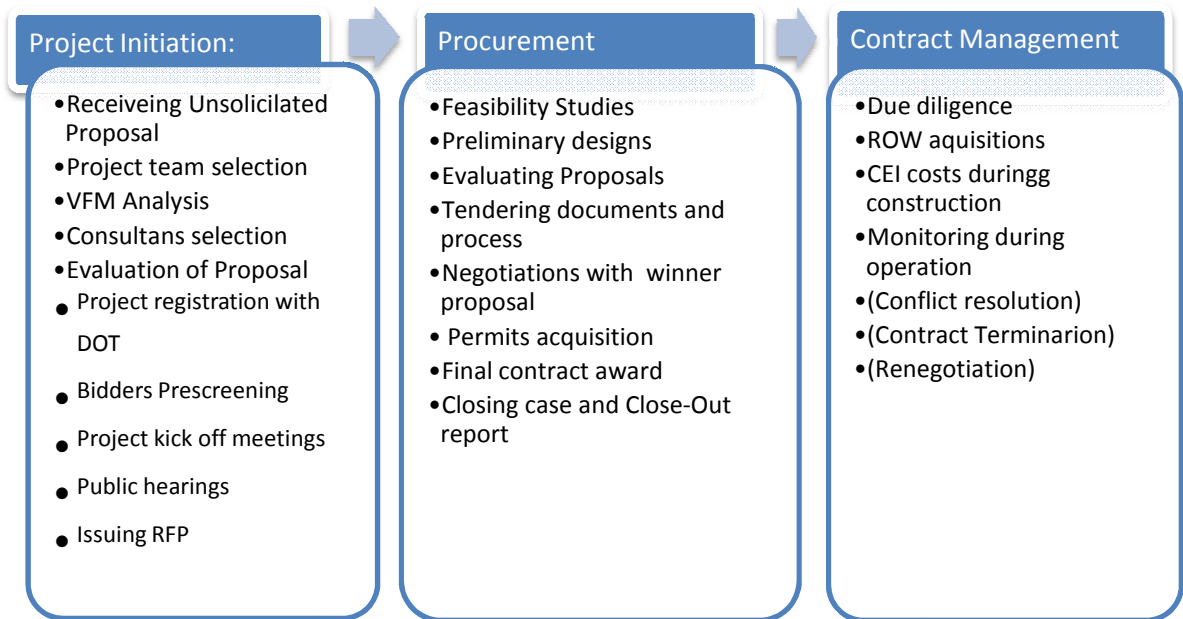 Project Initiation:
•Receiveing Unsolicilated
Proposal
•Project team selection
•VFM Analysis
•Consultans selection
•Evaluation of Proposal
• Project registration with
DOT
• Bidders Prescreening
• Project kick off meetings
• Public hearings
• Issuing RFP
Procurement
•Feasibility Studies
•Preliminary designs
•Evaluating Proposals
•Tendering documents and
process
•Negotiations with winner
proposal
• Permits acquisition
•Final contract award
•Closing case and Close-Out
report
Contract Management
•Due diligence
•ROW aquisitions
•CEI costs duringg
construction
•Monitoring during
operation
•(Conflict resolution)
•(Contract Terminarion)
•(Renegotiation)